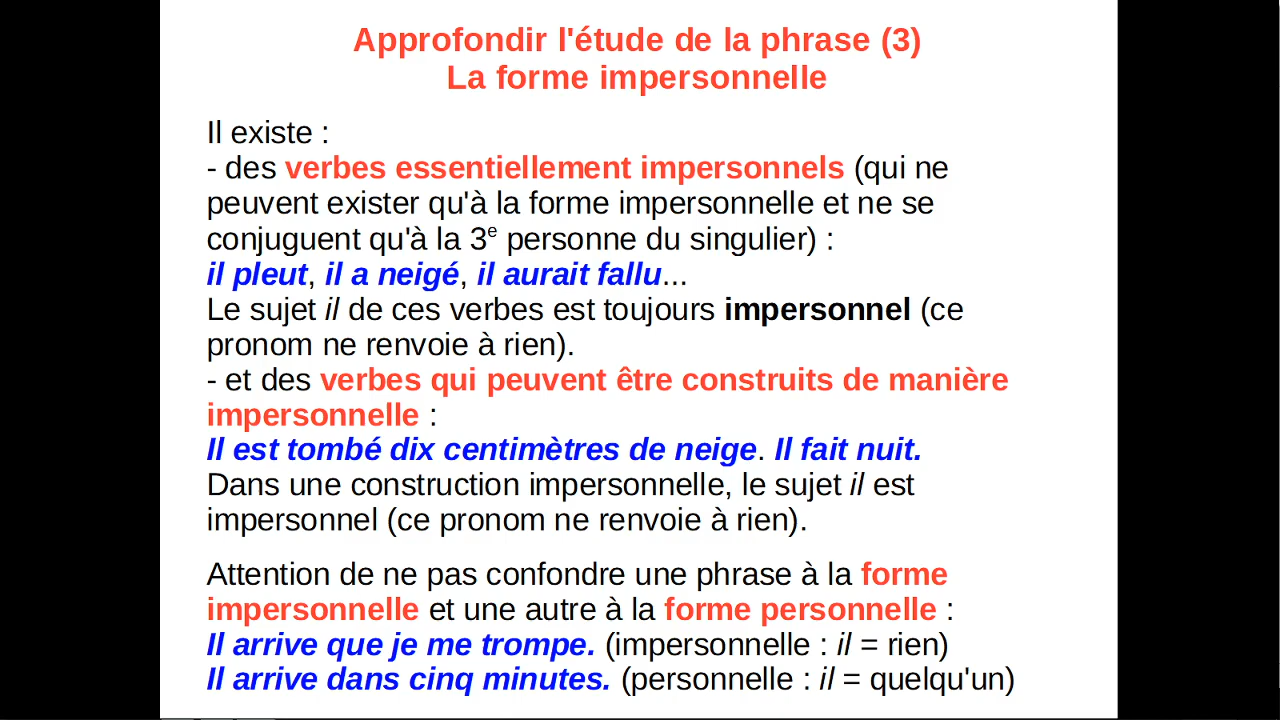 Approfondir l'étude de la phrase (3)
La forme impersonnelle
Il existe :
- des verbes essentiellement impersonnels (qui ne
peuvent exister qu'à la forme impersonnelle et ne se
conjuguent qu'à la 3e personne du singulier) :
il pleut, il a neigé, il aurait fallu...
Le sujet il de ces verbes est toujours impersonnel (ce
pronom ne renvoie à rien).
- et des verbes qui peuvent être construits de manière
impersonnelle :
Il est tombé dix centimètres de neige. Il fait nuit.
Dans une construction impersonnelle, le sujet il est
impersonnel (ce pronom ne renvoie à rien).
Attention de ne pas confondre une phrase à la forme
impersonnelle et une autre à la forme personnelle :
Il arrive que je me trompe. (impersonnelle : il = rien)
Il arrive dans cinq minutes. (personnelle : il = quelqu'un)